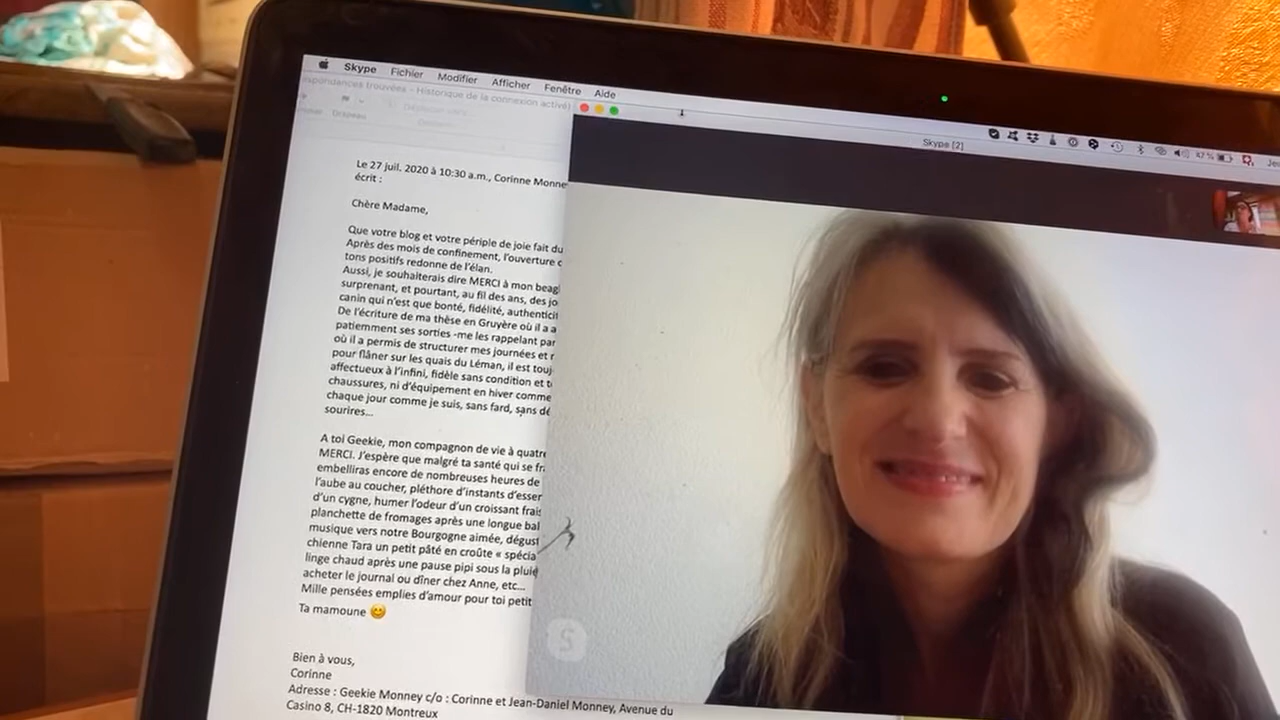 Skype Fichier Modifier Afficher Fenêtre Aide
spondances trouvées - Historique de la connexion activé)
Skype [2]
47 %
Drapeau
Le 27 juil. 2020 à 10:30 a.m., Corinne Monne
écrit :
Chère Madame,
Que votre blog et votre périple de joie fait du
Après des mois de confinement, l'ouverture c
tons positifs redonne de l'élan.
Aussi, je souhaiterais dire MERCI à mon beag
surprenant, et pourtant, au fil des ans, des jo
canin qui n'est que bonté, fidélité, authenticit
De l'écriture de ma thèse en Gruyère où il a a
patiemment ses sorties -me les rappelant par
où il a permis de structurer mes journées et r
pour flâner sur les quais du Léman, il est touj
affectueux à l'infini, fidèle sans condition et t
chaussures, ni d'équipement en hiver comme
chaque jour comme je suis, sans fard, sans dé
sourires...
A toi Geekie, mon compagnon de vie à quatre
MERCI. J'espère que malgré ta santé qui se fr
embelliras encore de nombreuses heures de
l'aube au coucher, pléthore d'instants d'esser
d'un cygne, humer l'odeur d'un croissant frais
planchette de fromages après une longue bal
musique vers notre Bourgogne aimée, dégust
chienne Tara un petit pâté en croûte « spécia
linge chaud après une pause pipi sous la pluie
acheter le journal ou dîner chez Anne, etc...
Mille pensées emplies d'amour pour toi petit
Ta mamoune 😊
Bien à vous,
Corinne
Adresse : Geekie Monney c/o : Corinne et Jean-Daniel Monney, Avenue du
Casino 8, CH-1820 Montreux